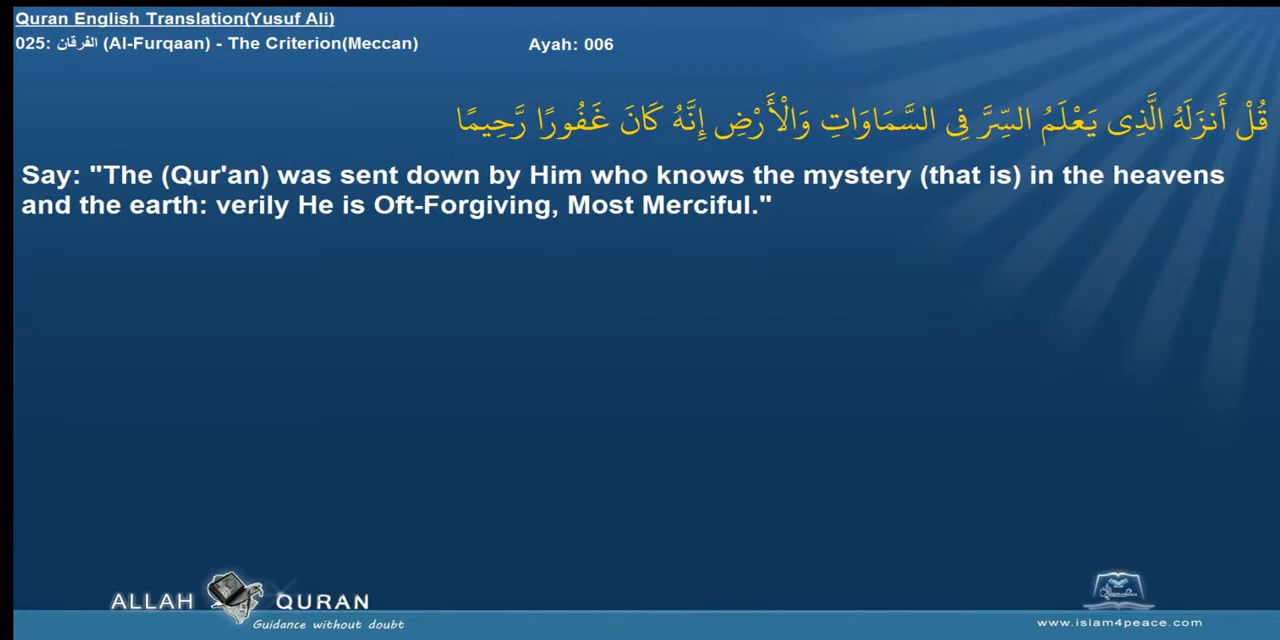 Quran English Translation(Yusuf Ali)
025: الفرقان (Al-Furqaan) - The Criterion(Meccan) Ayah: 006
قُلْ أَنزَلَهُ الَّذِى يَعْلَمُ السِّرَّ فِى السَّمَاوَاتِ وَالْأَرْضِ إِنَّهُ كَانَ غَفُورًا رَّحِيمًا
Say: "The (Qur'an) was sent down by Him who knows the mystery (that is) in the heavens
and the earth: verily He is Oft-Forgiving, Most Merciful."
ALLAH QURAN
Guidance without doubt
www.islam4peace.com